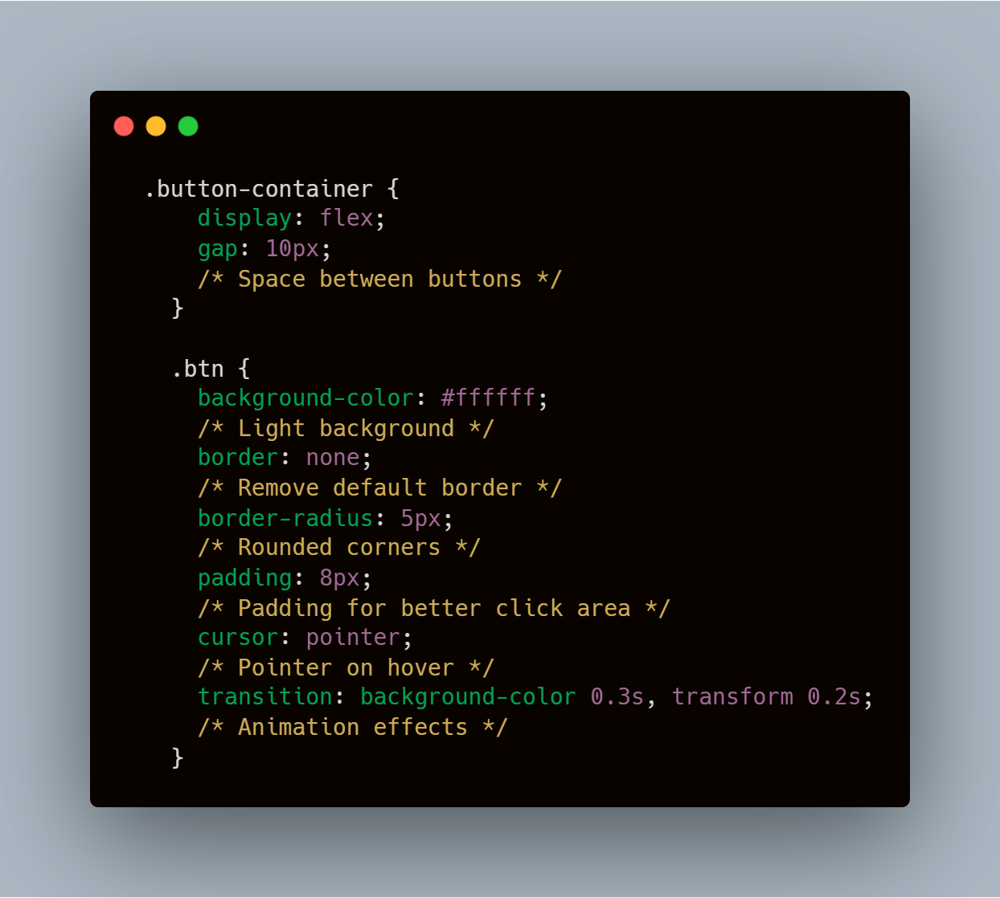 .button-container {
display: flex;
gap: 10px;
/* Space between buttons */
}
.btn {
background-color: #ffffff;
/* Light background */
border: none;
/* Remove default border */
border-radius: 5px;
/* Rounded corners */
padding: 8px;
/* Padding for better click area */
cursor: pointer;
/* Pointer on hover */
transition: background-color 0.3s, transform 0.2s;
/* Animation effects */
}